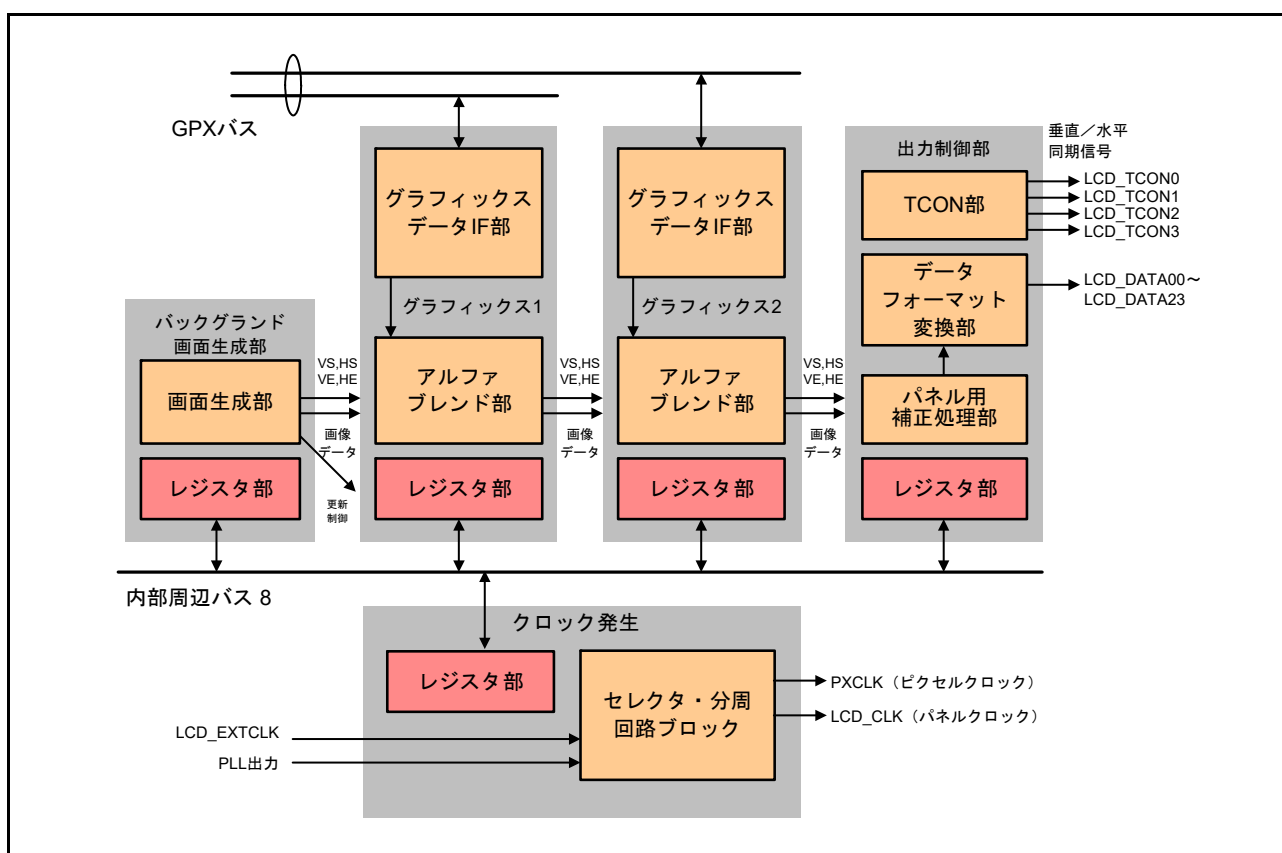 GPXバス
グラフィックス
データIF部
グラフィックス1
アルファ
ブレンド部
レジスタ部
グラフィックス
データIF部
グラフィックス2
アルファ
ブレンド部
レジスタ部
出力制御部
垂直／水平
同期信号
TCON部
LCD_TCON0
LCD_TCON1
LCD_TCON2
LCD_TCON3
データ
フォーマット
変換部
LCD_DATA00～
LCD_DATA23
パネル用
補正処理部
レジスタ部
バックグランド
画面生成部
画面生成部
レジスタ部
VS,HS
VE,HE
画像
データ
更新
制御
VS,HS
VE,HE
画像
データ
VS,HS
VE,HE
画像
データ
内部周辺バス 8
クロック発生
レジスタ部
セレクタ・分周
回路ブロック
LCD_EXTCLK
PLL出力
PXCLK（ピクセルクロック）
LCD_CLK（パネルクロック）